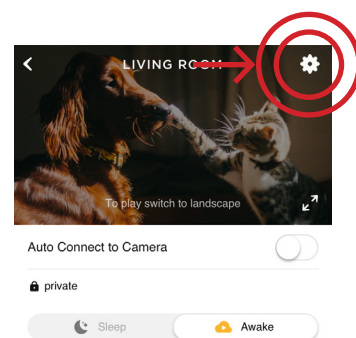 LIVING ROOM
To play switch to landscape
Auto Connect to Camera
private
Sleep
Awake